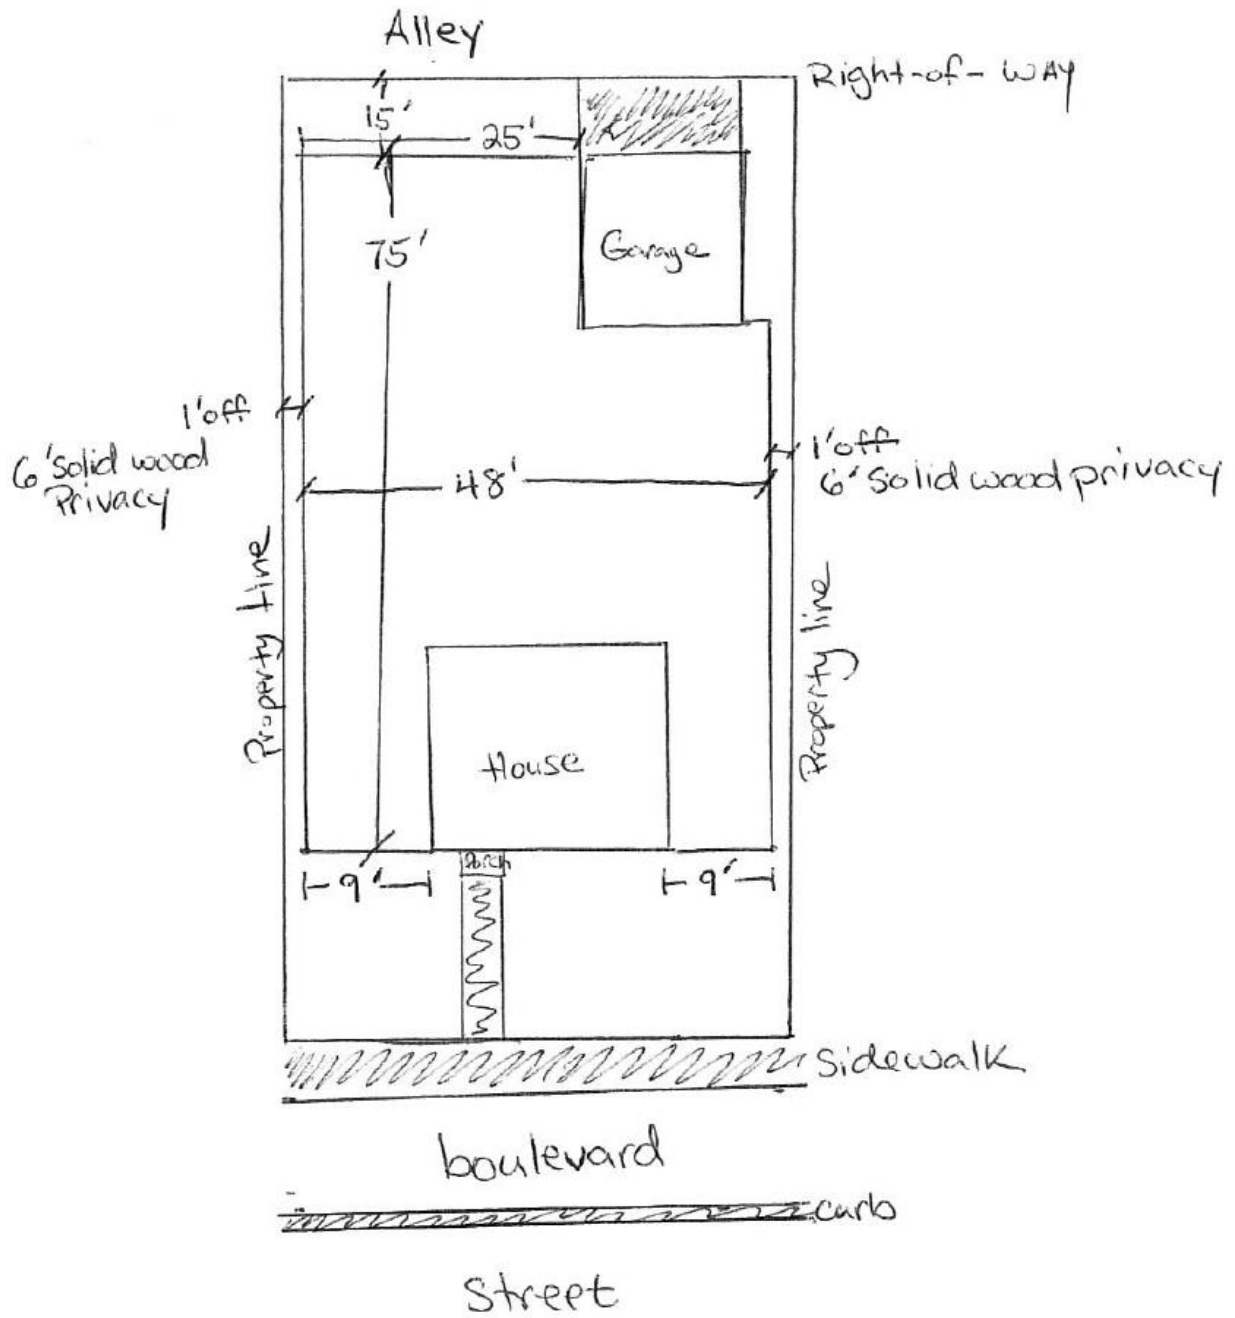 Alley
Right-of-WAY
15'
25'
75'
Garage
1'off
6' Solid wood
Privacy
1'off
6' Solid wood privacy
48'
Property Line
Property line
House
Porch
9'
9'
Sidewalk
boulevard
curb
Street